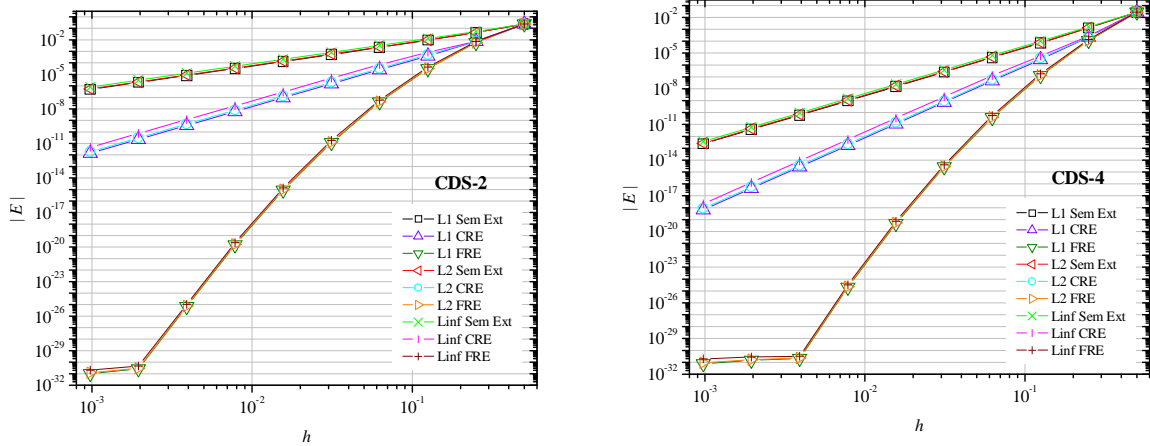 10^-2
10^-5
10^-8
10^-11
10^-14
10^-17
10^-20
10^-23
10^-26
10^-29
10^-32
| E |
10^-3
10^-2
10^-1
h
CDS-2
L1 Sem Ext
L1 CRE
L1 FRE
L2 Sem Ext
L2 CRE
L2 FRE
Linf Sem Ext
Linf CRE
Linf FRE
10^-2
10^-5
10^-8
10^-11
10^-14
10^-17
10^-20
10^-23
10^-26
10^-29
10^-32
| E |
10^-3
10^-2
10^-1
h
CDS-4
L1 Sem Ext
L1 CRE
L1 FRE
L2 Sem Ext
L2 CRE
L2 FRE
Linf Sem Ext
Linf CRE
Linf FRE